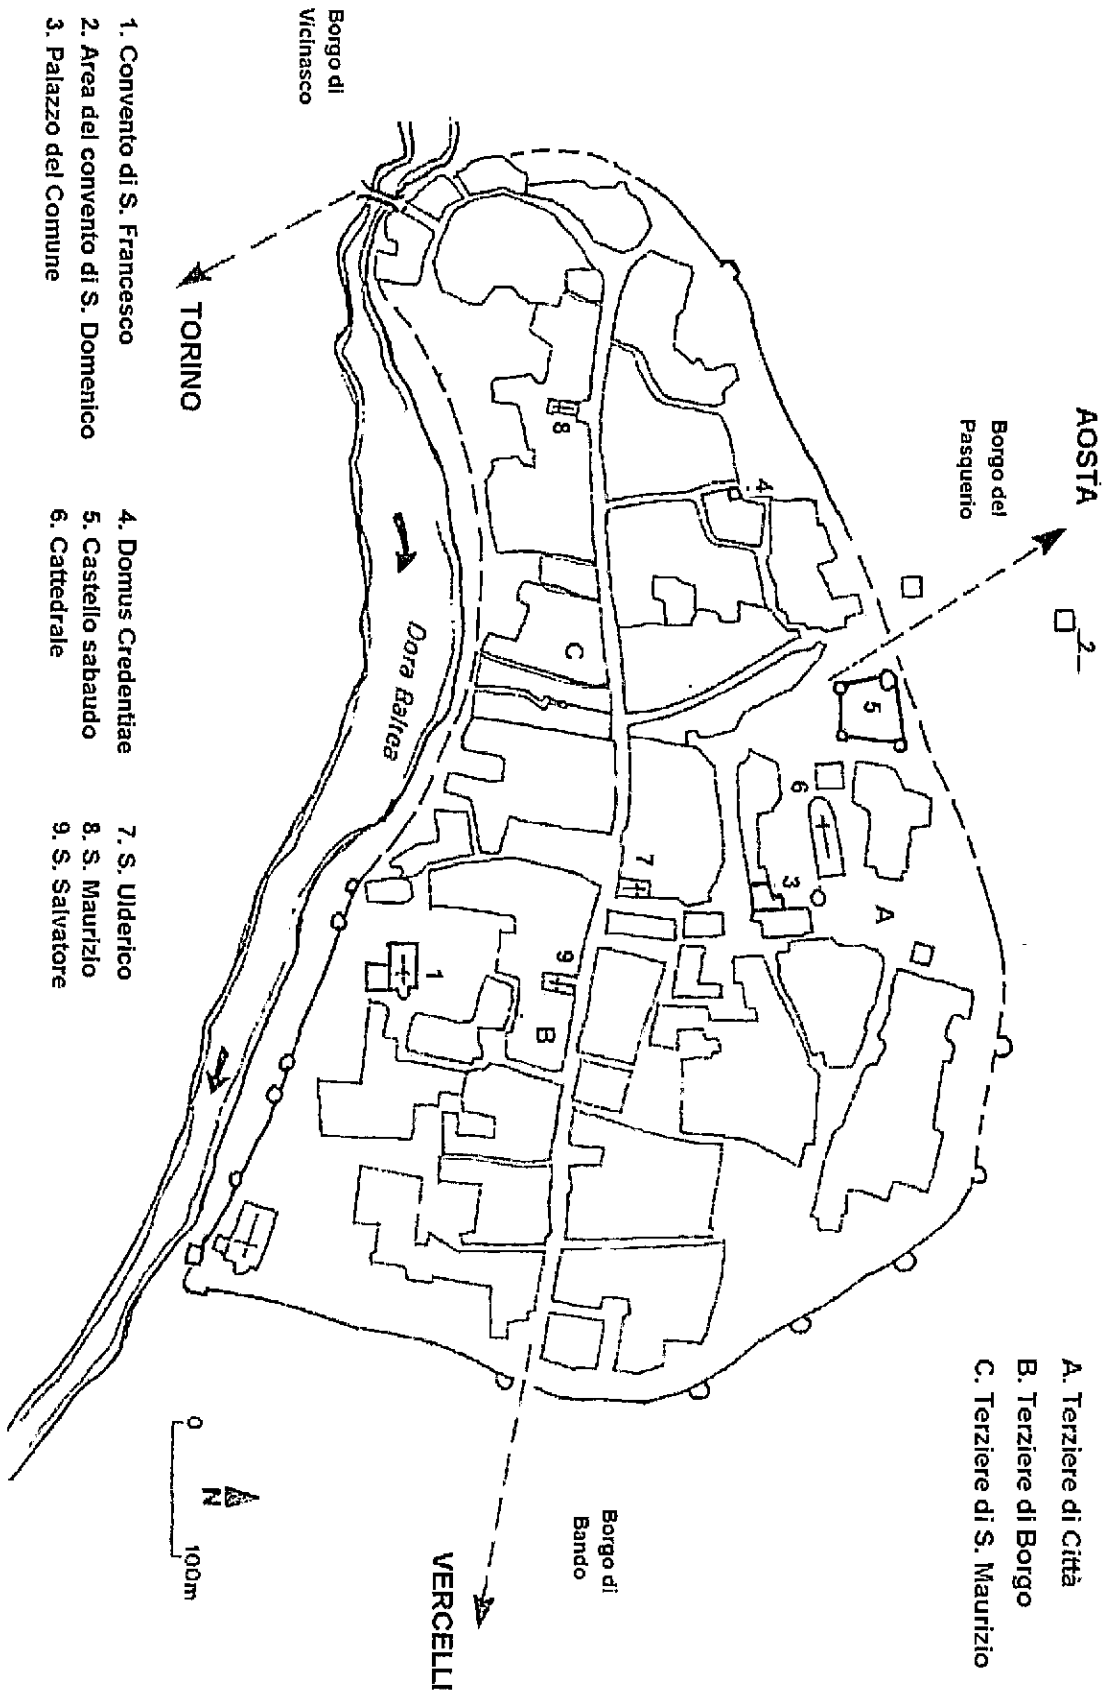 AOSTA
2
Borgo del
Pasquerio
A. Terziere di Città
B. Terziere di Borgo
C. Terziere di S. Maurizio
5
6
A
3
4
7
8
C
9
B
1
Borgo di
Bando
VERCELLI
Borgo di
Vicinasco
Dora Baltea
TORINO
N
0
100m
1. Convento di S. Francesco
2. Area del convento di S. Domenico
3. Palazzo del Comune
4. Domus Credentiae
5. Castello sabaudo
6. Cattedrale
7. S. Ulderico
8. S. Maurizio
9. S. Salvatore